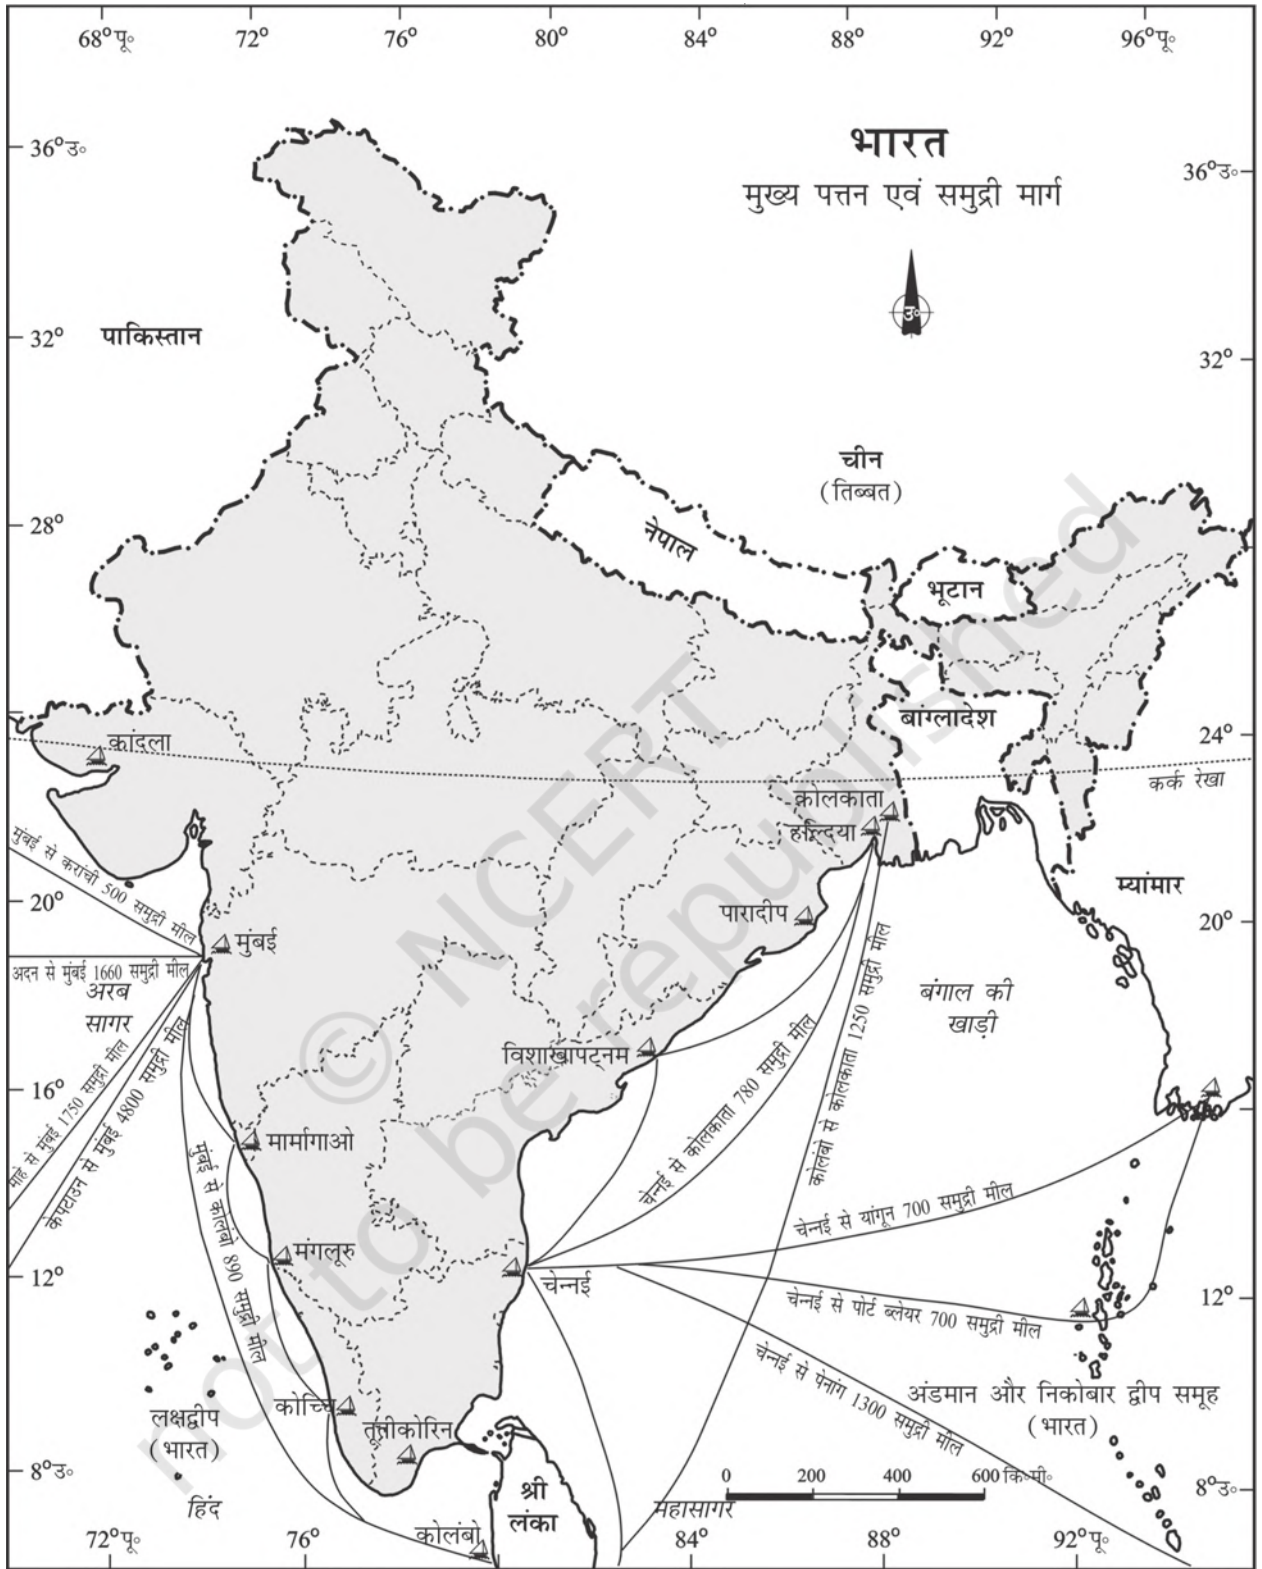 68°पू॰ 72° 76° 80° 84° 88° 92° 96°पू॰
36°उ॰
भारत
मुख्य पत्तन एवं समुद्री मार्ग
36°उ॰
उ॰
32°
पाकिस्तान
32°
चीन
(तिब्बत)
28°
नेपाल
भूटान
बांग्लादेश
कांदला
24°
कर्क रेखा
कोलकाता
हल्दिया
मुंबई से करांची 500 समुद्री मील
म्यांमार
20°
पारादीप
20°
मुंबई
अदन से मुंबई 1660 समुद्री मील
अरब
सागर
बंगाल की
खाड़ी
माहे से मुंबई 1750 समुद्री मील
केपटाउन से मुंबई 4800 समुद्री मील
विशाखापट्नम
चेन्नई से कोलकाता 780 समुद्री मील
कोलंबो से कोलकाता 1250 समुद्री मील
16°
मार्मागाओ
मुंबई से कोलंबो 890 समुद्री मील
चेन्नई से यांगून 700 समुद्री मील
मंगलूरु
12°
चेन्नई
12°
चेन्नई से पोर्ट ब्लेयर 700 समुद्री मील
चेन्नई से पेनांग 1300 समुद्री मील
लक्षद्वीप
(भारत)
कोच्चि
तूत्तीकोरिन
अंडमान और निकोबार द्वीप समूह
(भारत)
8°उ॰
0 200 400 600 कि॰मी॰
8°उ॰
हिंद
श्री
लंका
महासागर
कोलंबो
72°पू॰ 76° 84° 88° 92°पू॰
© NCERT
not to be republished